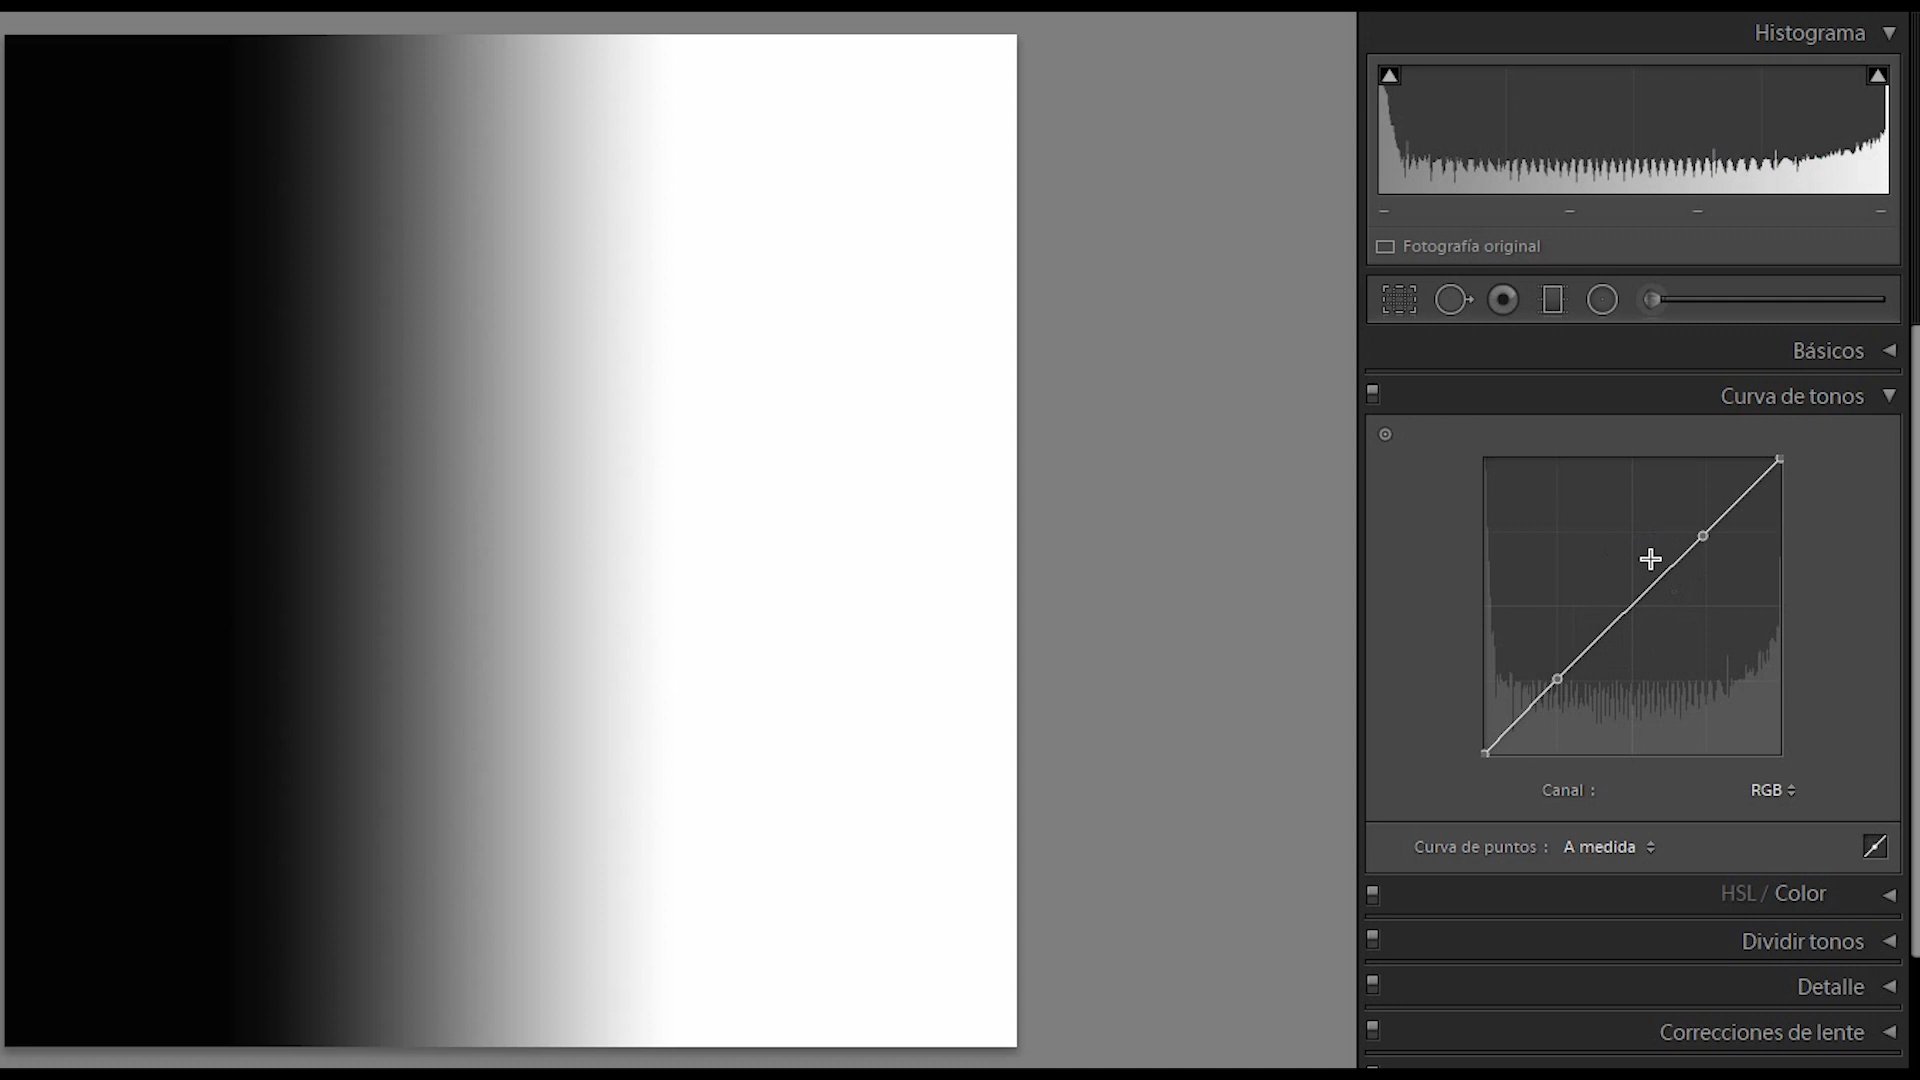 Histograma
Fotografía original
Básicos
Curva de tonos
Canal :
RGB
Curva de puntos :
A medida
HSL / Color
Dividir tonos
Detalle
Correcciones de lente